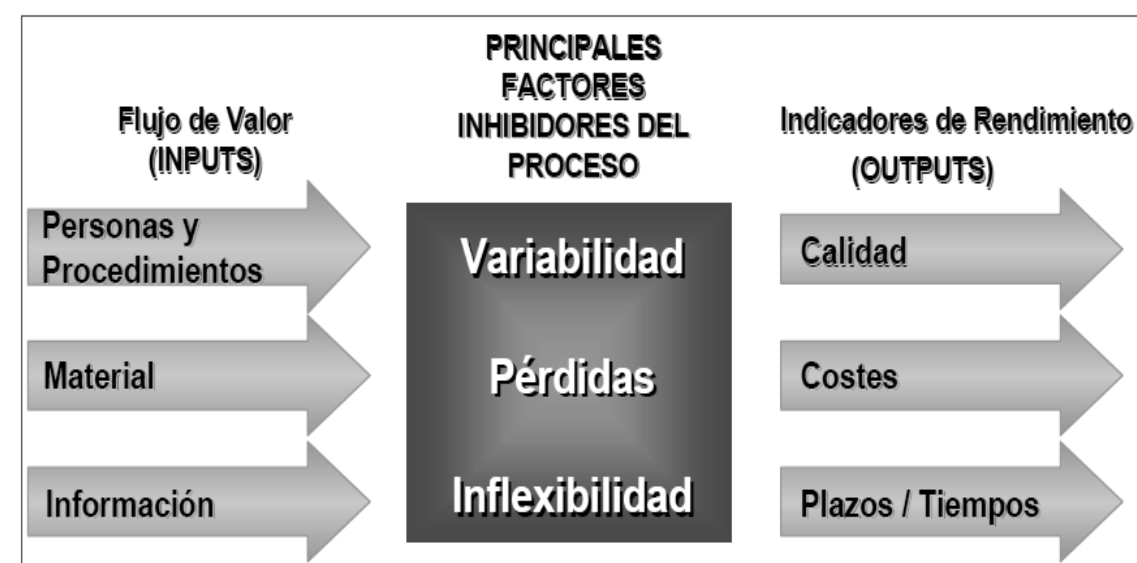 Flujo de Valor
(INPUTS)
PRINCIPALES
FACTORES
INHIBIDORES DEL
PROCESO
Indicadores de Rendimiento
(OUTPUTS)
Personas y
Procedimientos
Material
Información
Variabilidad
Pérdidas
Inflexibilidad
Calidad
Costes
Plazos / Tiempos